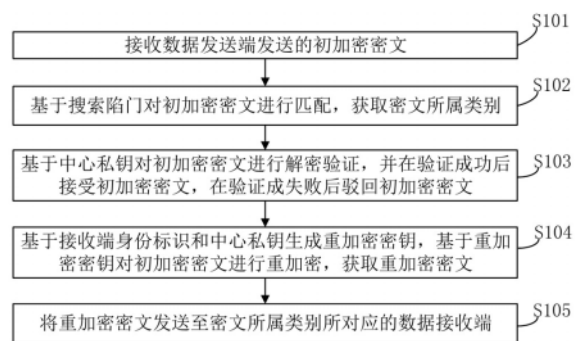 S101
接收数据发送端发送的初加密密文
S102
基于搜索陷门对初加密密文进行匹配，获取密文所属类别
S103
基于中心私钥对初加密密文进行解密验证，并在验证成功后
接受初加密密文，在验证成失败后驳回初加密密文
S104
基于接收端身份标识和中心私钥生成重加密密钥，基于重加
密密钥对初加密密文进行重加密，获取重加密密文
S105
将重加密密文发送至密文所属类别所对应的数据接收端